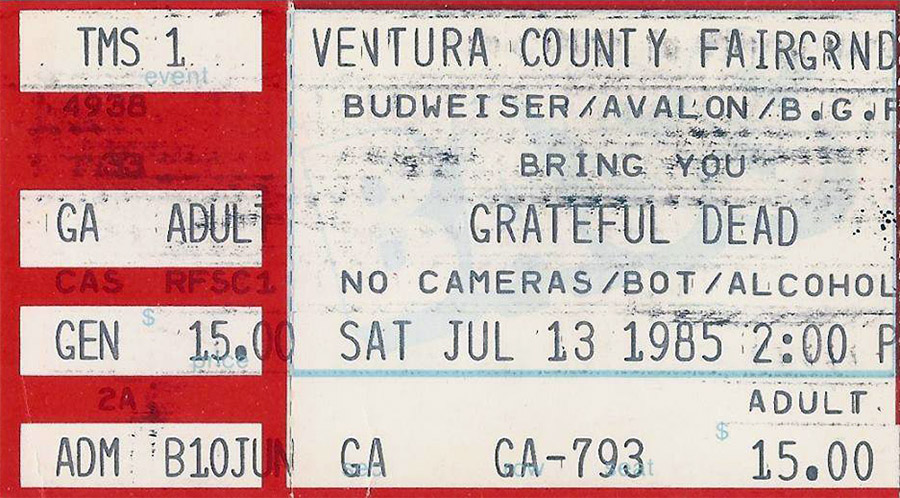 TMS 1
event
4938
GA ADULT
CAS RFSC1
$
GEN 15.00
price
2A
ADM B10JUN
VENTURA COUNTY FAIRGRND
BUDWEISER/AVALON/B.G.P
BRING YOU
GRATEFUL DEAD
NO CAMERAS/BOT/ALCOHOL
SAT JUL 13 1985 2:00 P
ADULT
$
GA GA-793 15.00
seat